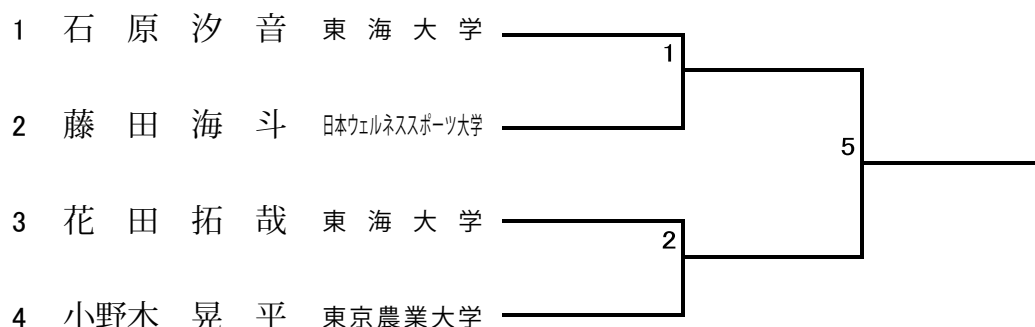 1 石原汐音 東海大学
1
2 藤田海斗 日本ウェルネススポーツ大学
5
3 花田拓哉 東海大学
2
4 小野木晃平 東京農業大学